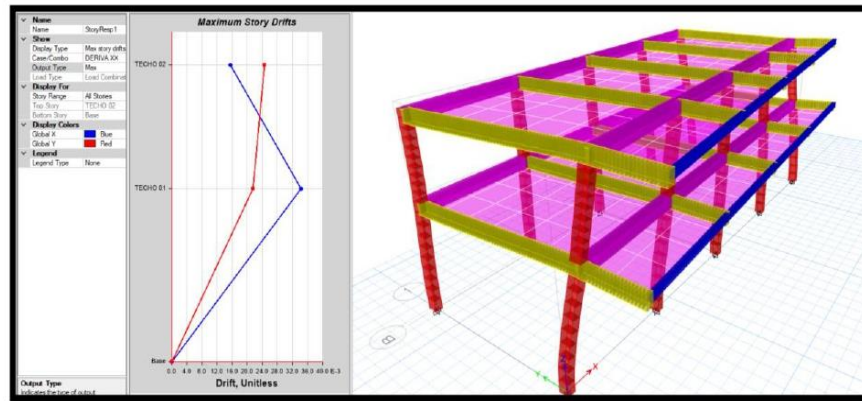 Name
Name StoryResp1
Show
Display Type Max story drifts
Case/Combo DERIVA XX
Output Type Max
Load Type Load Combinat
Display For
Story Range All Stories
Top Story TECHO 02
Bottom Story Base
Display Colors
Global X Blue
Global Y Red
Legend
Legend Type None
Output Type
Indicates the type of output
Maximum Story Drifts
TECHO 02
TECHO 01
Base
0.0 4.0 8.0 12.0 16.0 20.0 24.0 28.0 32.0 36.0 40.0 E-3
Drift, Unitless
B
Y
X